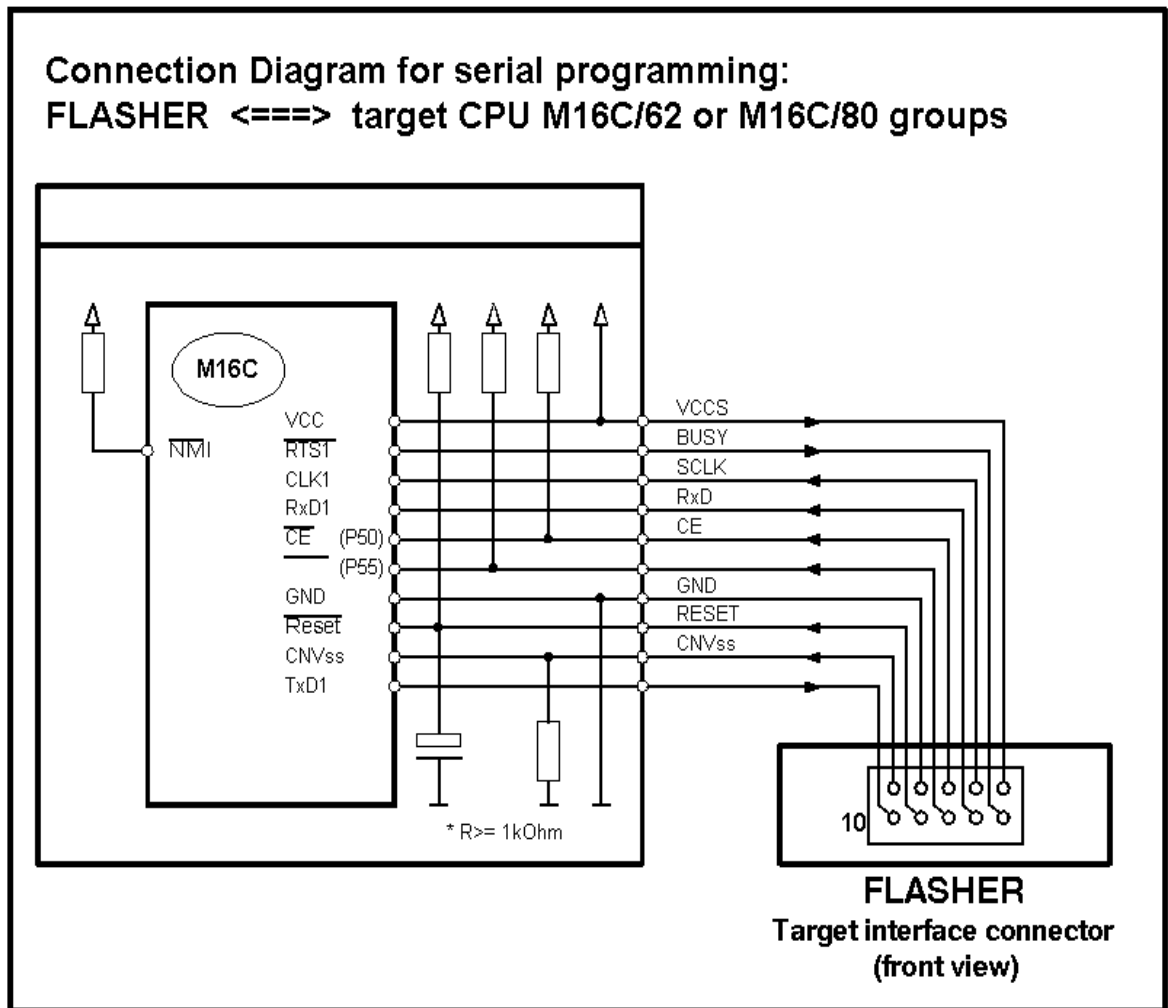 Connection Diagram for serial programming:
FLASHER <===> target CPU M16C/62 or M16C/80 groups
M16C
NMI
VCC
RTS1
CLK1
RxD1
CE (P50)
(P55)
GND
Reset
CNVss
TxD1
VCCS
BUSY
SCLK
RxD
CE
GND
RESET
CNVss
* R>= 1kOhm
10
FLASHER
Target interface connector
(front view)